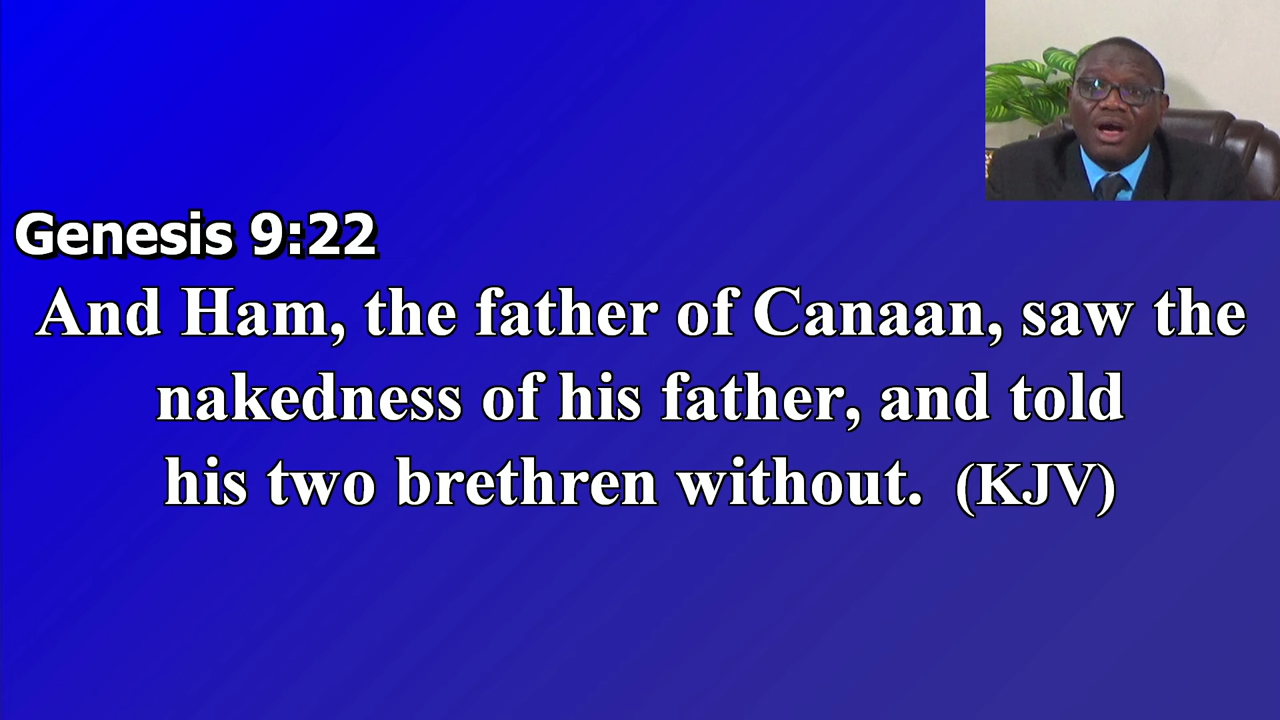 Genesis 9:22
And Ham, the father of Canaan, saw the
nakedness of his father, and told
his two brethren without. (KJV)